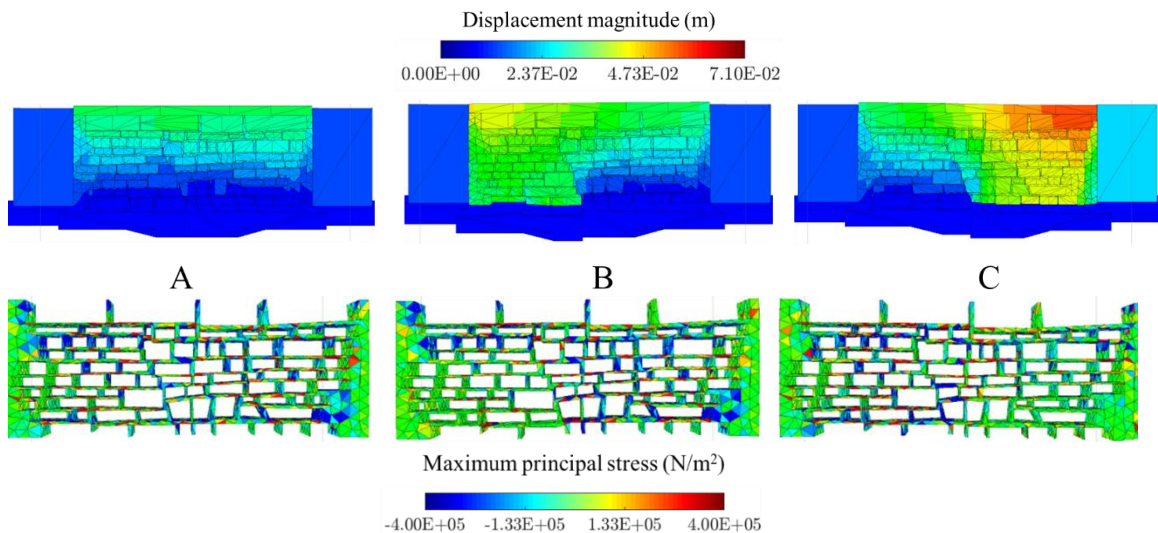 Displacement magnitude (m)
0.00E+00 2.37E-02 4.73E-02 7.10E-02
A B C
Maximum principal stress (N/m²)
-4.00E+05 -1.33E+05 1.33E+05 4.00E+05